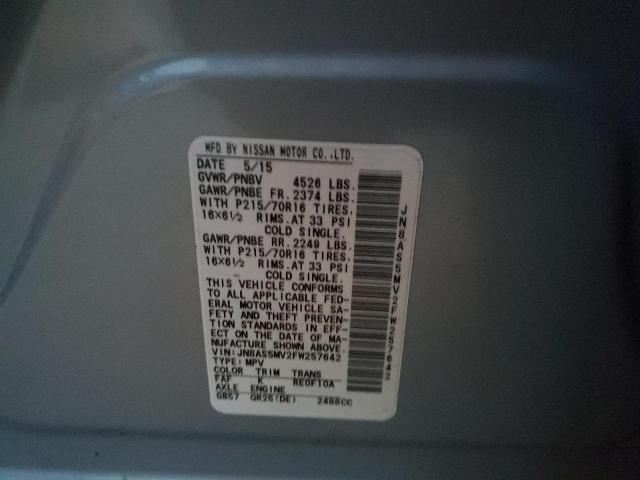 MFD BY NISSAN MOTOR CO.,LTD.
DATE 5/15
GVWR/PNBV 4526 LBS.
GAWR/PNBE FR. 2374 LBS.
WITH P215/70R16 TIRES.
16X6½ RIMS.AT 33 PSI
COLD SINGLE.
GAWR/PNBE RR. 2249 LBS.
WITH P215/70R16 TIRES.
16X6½ RIMS.AT 33 PSI
COLD SINGLE.
THIS VEHICLE CONFORMS
TO ALL APPLICABLE FED-
ERAL MOTOR VEHICLE SA-
FETY AND THEFT PREVEN-
TION STANDARDS IN EFF-
ECT ON THE DATE OF MA-
NUFACTURE SHOWN ABOVE.
VIN:JN8AS5MV2FW257642
TYPE: MPV
COLOR TRIM TRANS
FAF K RE0F10A
AXLE ENGINE
GB57 QR25(DE) 2488CC
JN8AS5MV2FW257642